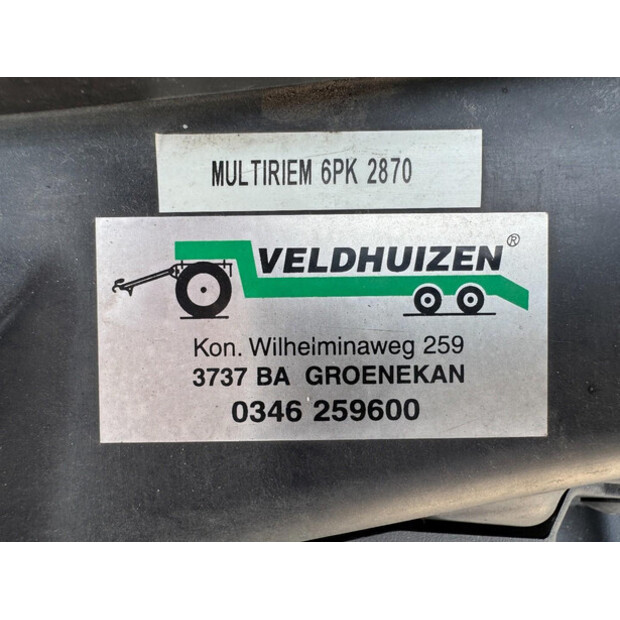 MULTIRIEM 6PK 2870
VELDHUIZEN®
Kon. Wilhelminaweg 259
3737 BA GROENEKAN
0346 259600